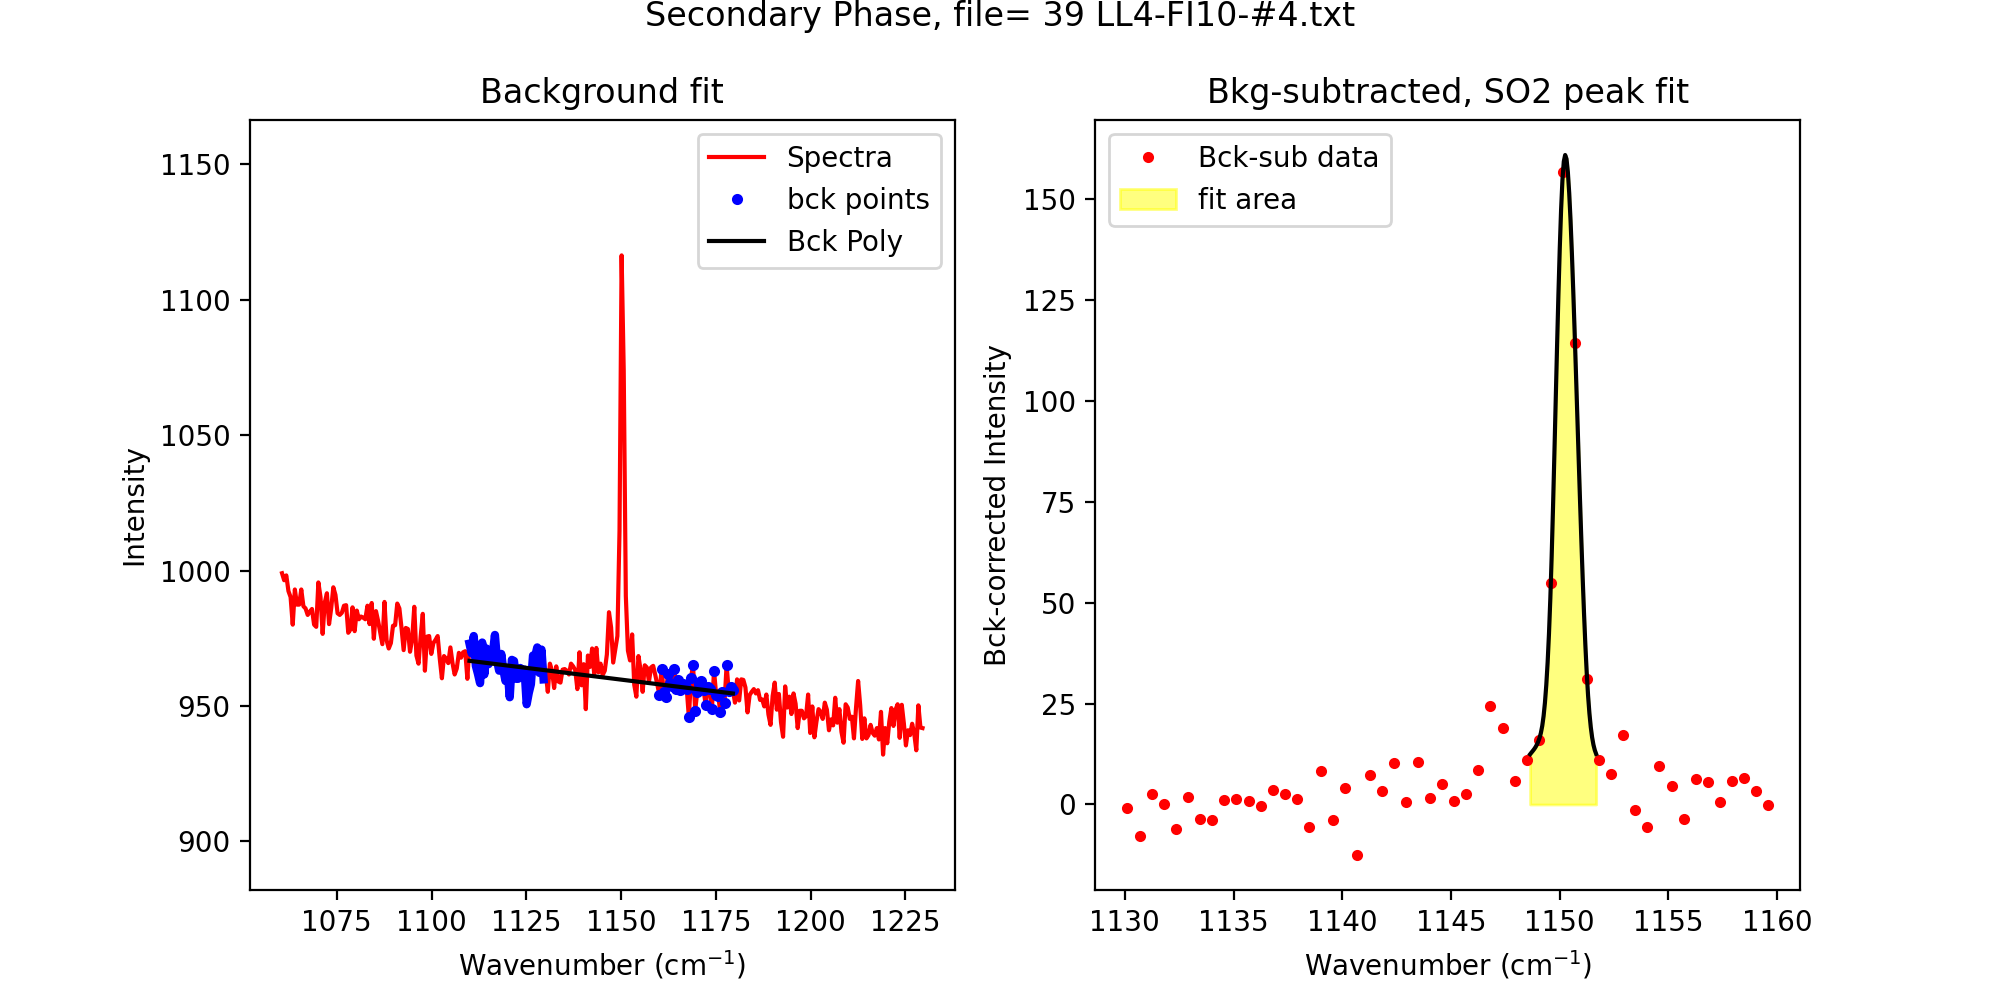 Secondary Phase, file= 39 LL4-FI10-#4.txt
Background fit
Spectra
bck points
Bck Poly
1150
1100
1050
1000
950
900
Intensity
1075 1100 1125 1150 1175 1200 1225
Wavenumber (cm⁻¹)
Bkg-subtracted, SO2 peak fit
Bck-sub data
fit area
150
125
100
75
50
25
0
Bck-corrected Intensity
1130 1135 1140 1145 1150 1155 1160
Wavenumber (cm⁻¹)